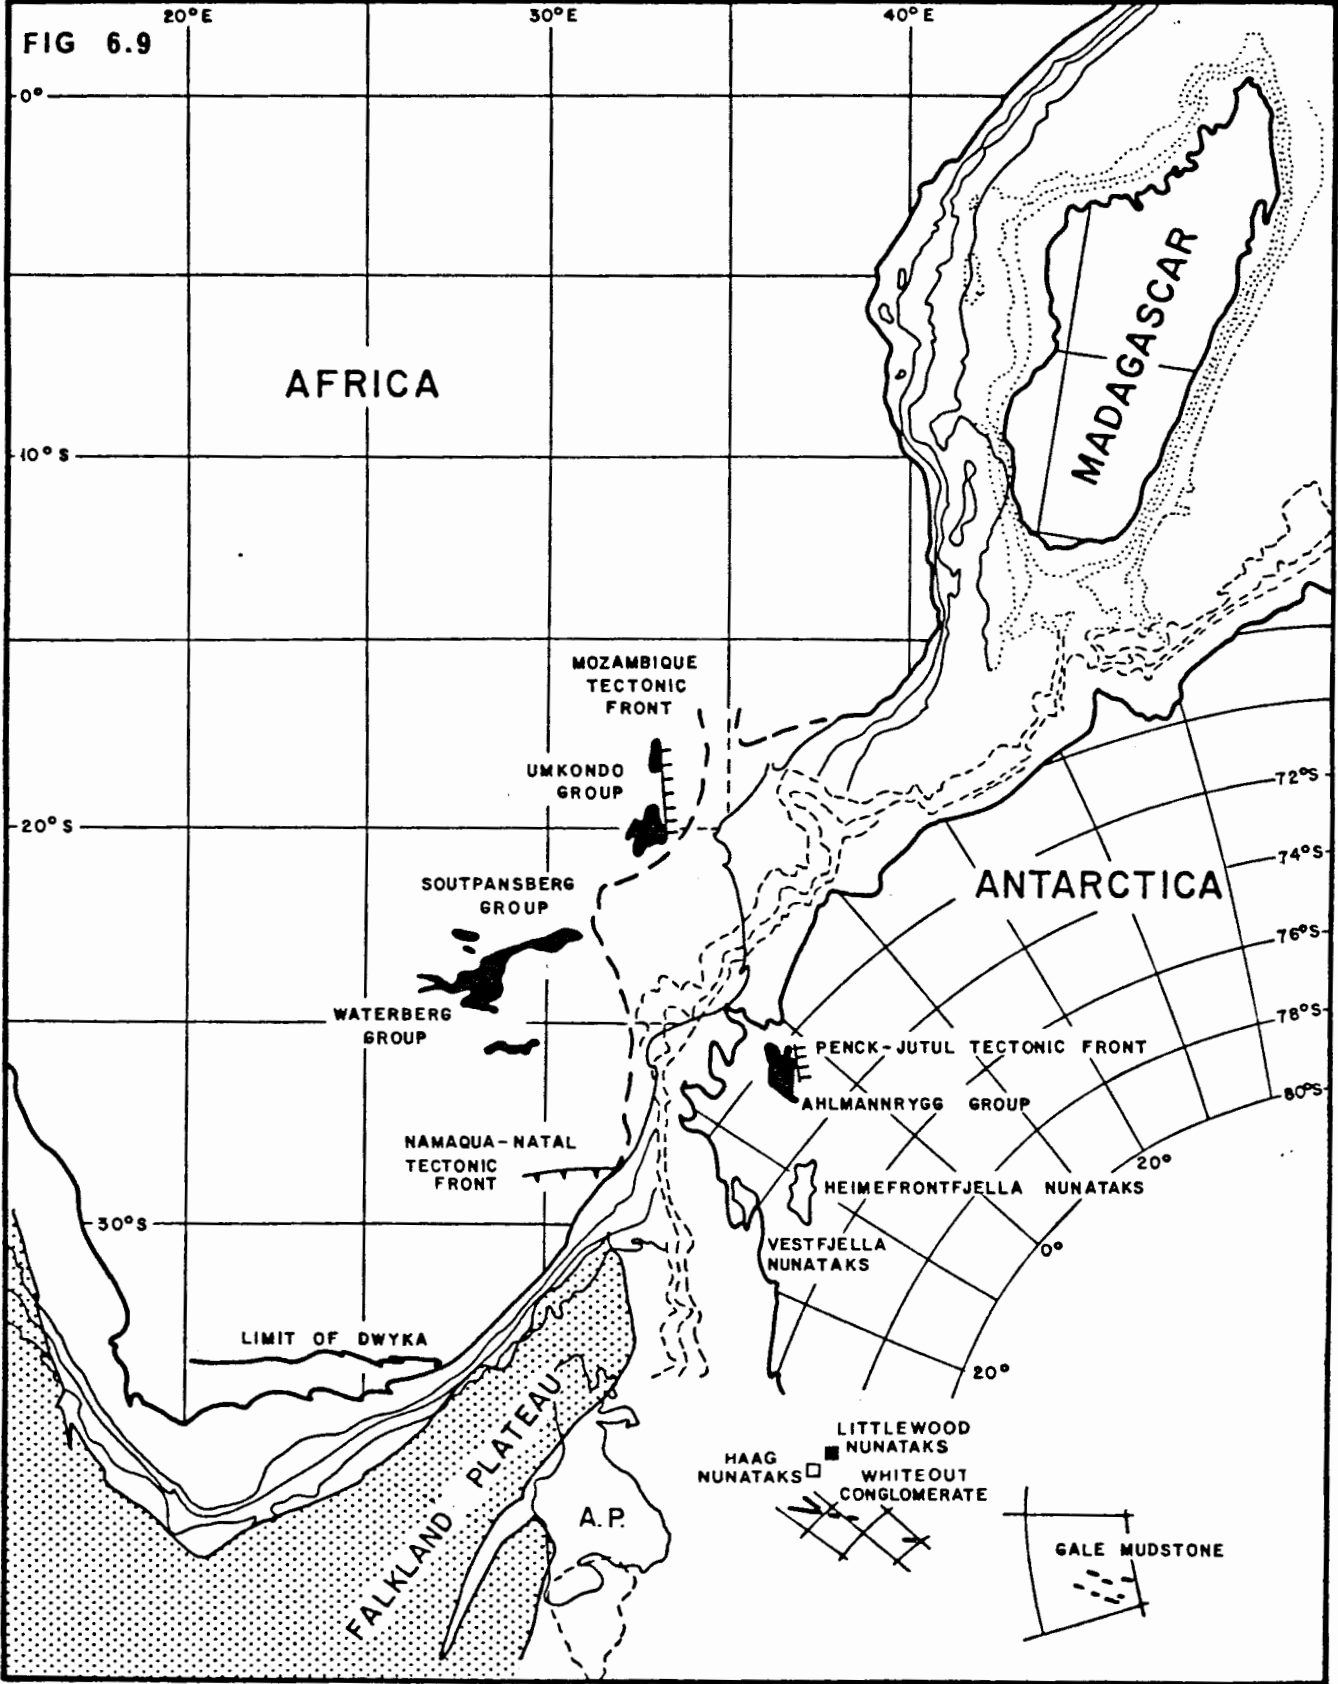 20°E
30°E
40°E
FIG 6.9
0°
MADAGASCAR
AFRICA
10°S
MOZAMBIQUE
TECTONIC
FRONT
UMKONDO
GROUP
72°S
20°S
74°S
SOUTPANSBERG
GROUP
ANTARCTICA
76°S
WATERBERG
GROUP
78°S
PENCK-JUTUL TECTONIC FRONT
80°S
AHLMANNRYGG GROUP
NAMAQUA-NATAL
TECTONIC
FRONT
20°
HEIMEFRONTFJELLA NUNATAKS
30°S
VESTFJELLA
NUNATAKS
0°
LIMIT OF DWYKA
20°
FALKLAND PLATEAU
LITTLEWOOD
NUNATAKS
HAAG
NUNATAKS
WHITEOUT
CONGLOMERATE
A.P.
GALE MUDSTONE